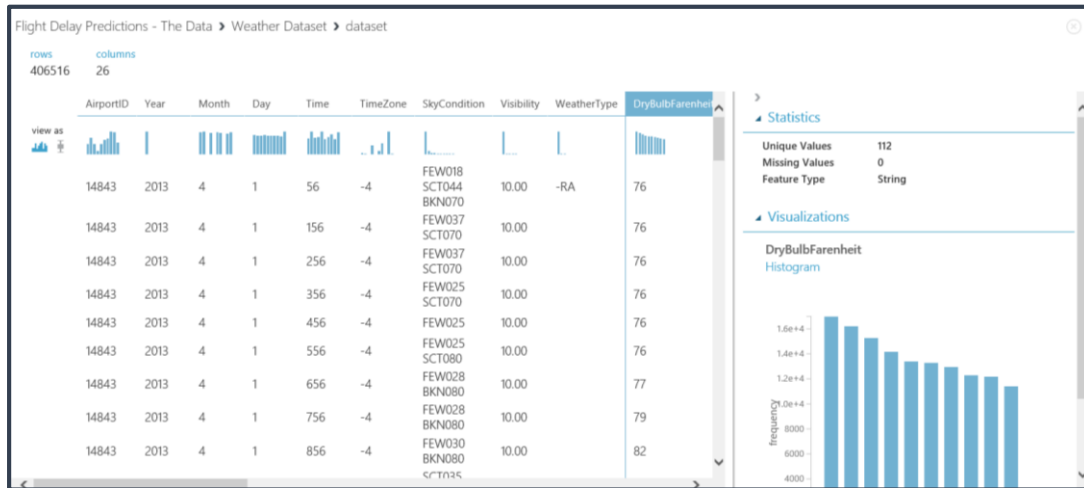 Flight Delay Predictions - The Data > Weather Dataset > dataset
rows columns
406516 26
AirportID Year Month Day Time TimeZone SkyCondition Visibility WeatherType DryBulbFarenheit
view as
FEW018
14843 2013 4 1 56 -4 SCT044 10.00 -RA 76
BKN070
14843 2013 4 1 156 -4 FEW037 10.00 76
SCT070
14843 2013 4 1 256 -4 FEW037 10.00 76
SCT070
14843 2013 4 1 356 -4 FEW025 10.00 76
SCT070
14843 2013 4 1 456 -4 FEW025 10.00 76
14843 2013 4 1 556 -4 FEW025 10.00 76
SCT080
14843 2013 4 1 656 -4 FEW028 10.00 77
BKN080
14843 2013 4 1 756 -4 FEW028 10.00 79
BKN080
14843 2013 4 1 856 -4 FEW030 10.00 82
BKN080
SCT035
Statistics
Unique Values 112
Missing Values 0
Feature Type String
Visualizations
DryBulbFarenheit
Histogram
frequency
1.6e+4
1.4e+4
1.2e+4
1.0e+4
8000
6000
4000